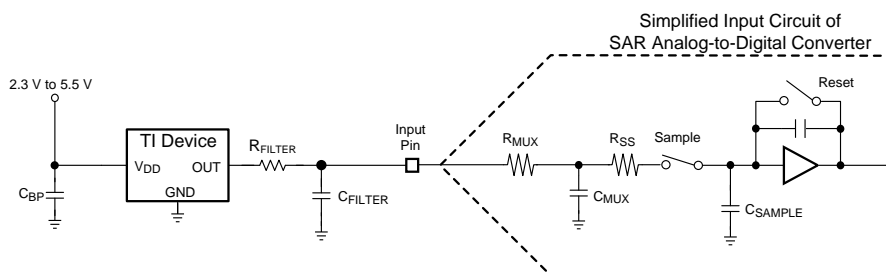 Simplified Input Circuit of
SAR Analog-to-Digital Converter
2.3 V to 5.5 V
Reset
TI Device
Input
Pin
RFILTER
RMUX
RSS
Sample
VDD
OUT
GND
CBP
CFILTER
CMUX
CSAMPLE